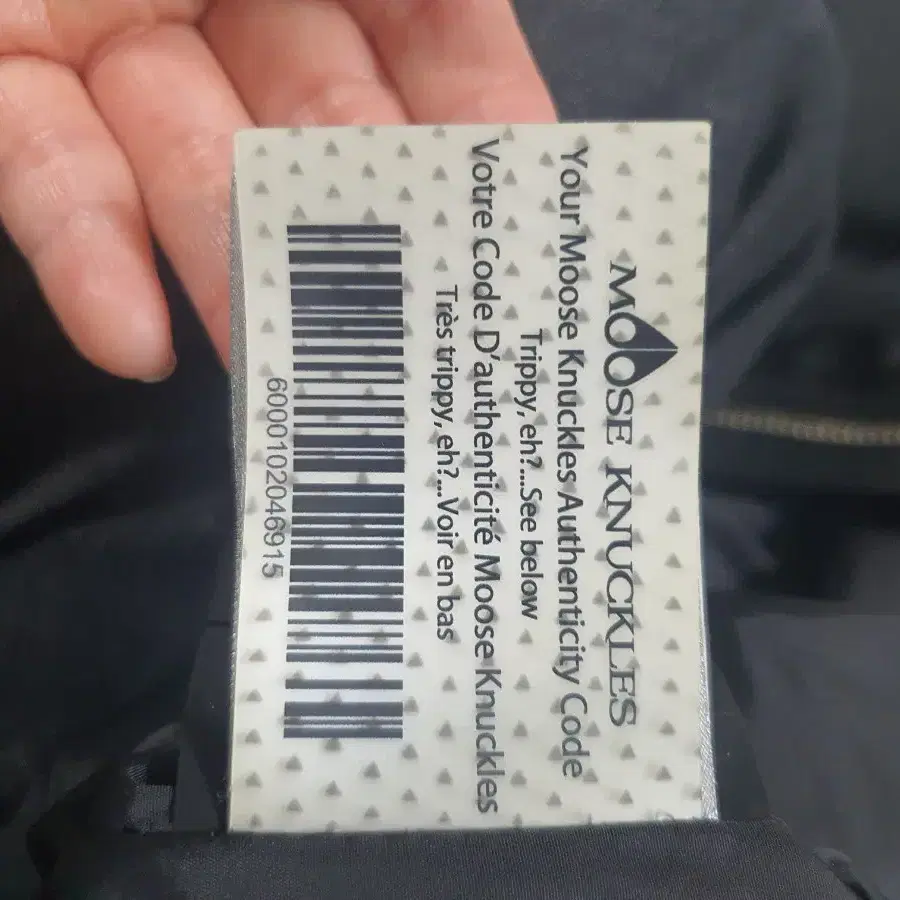 MOOSE KNUCKLES
Your Moose Knuckles Authenticity Code
Trippy, eh?...See below
Votre Code D'authenticité Moose Knuckles
Très trippy, eh?...Voir en bas
6000102046915